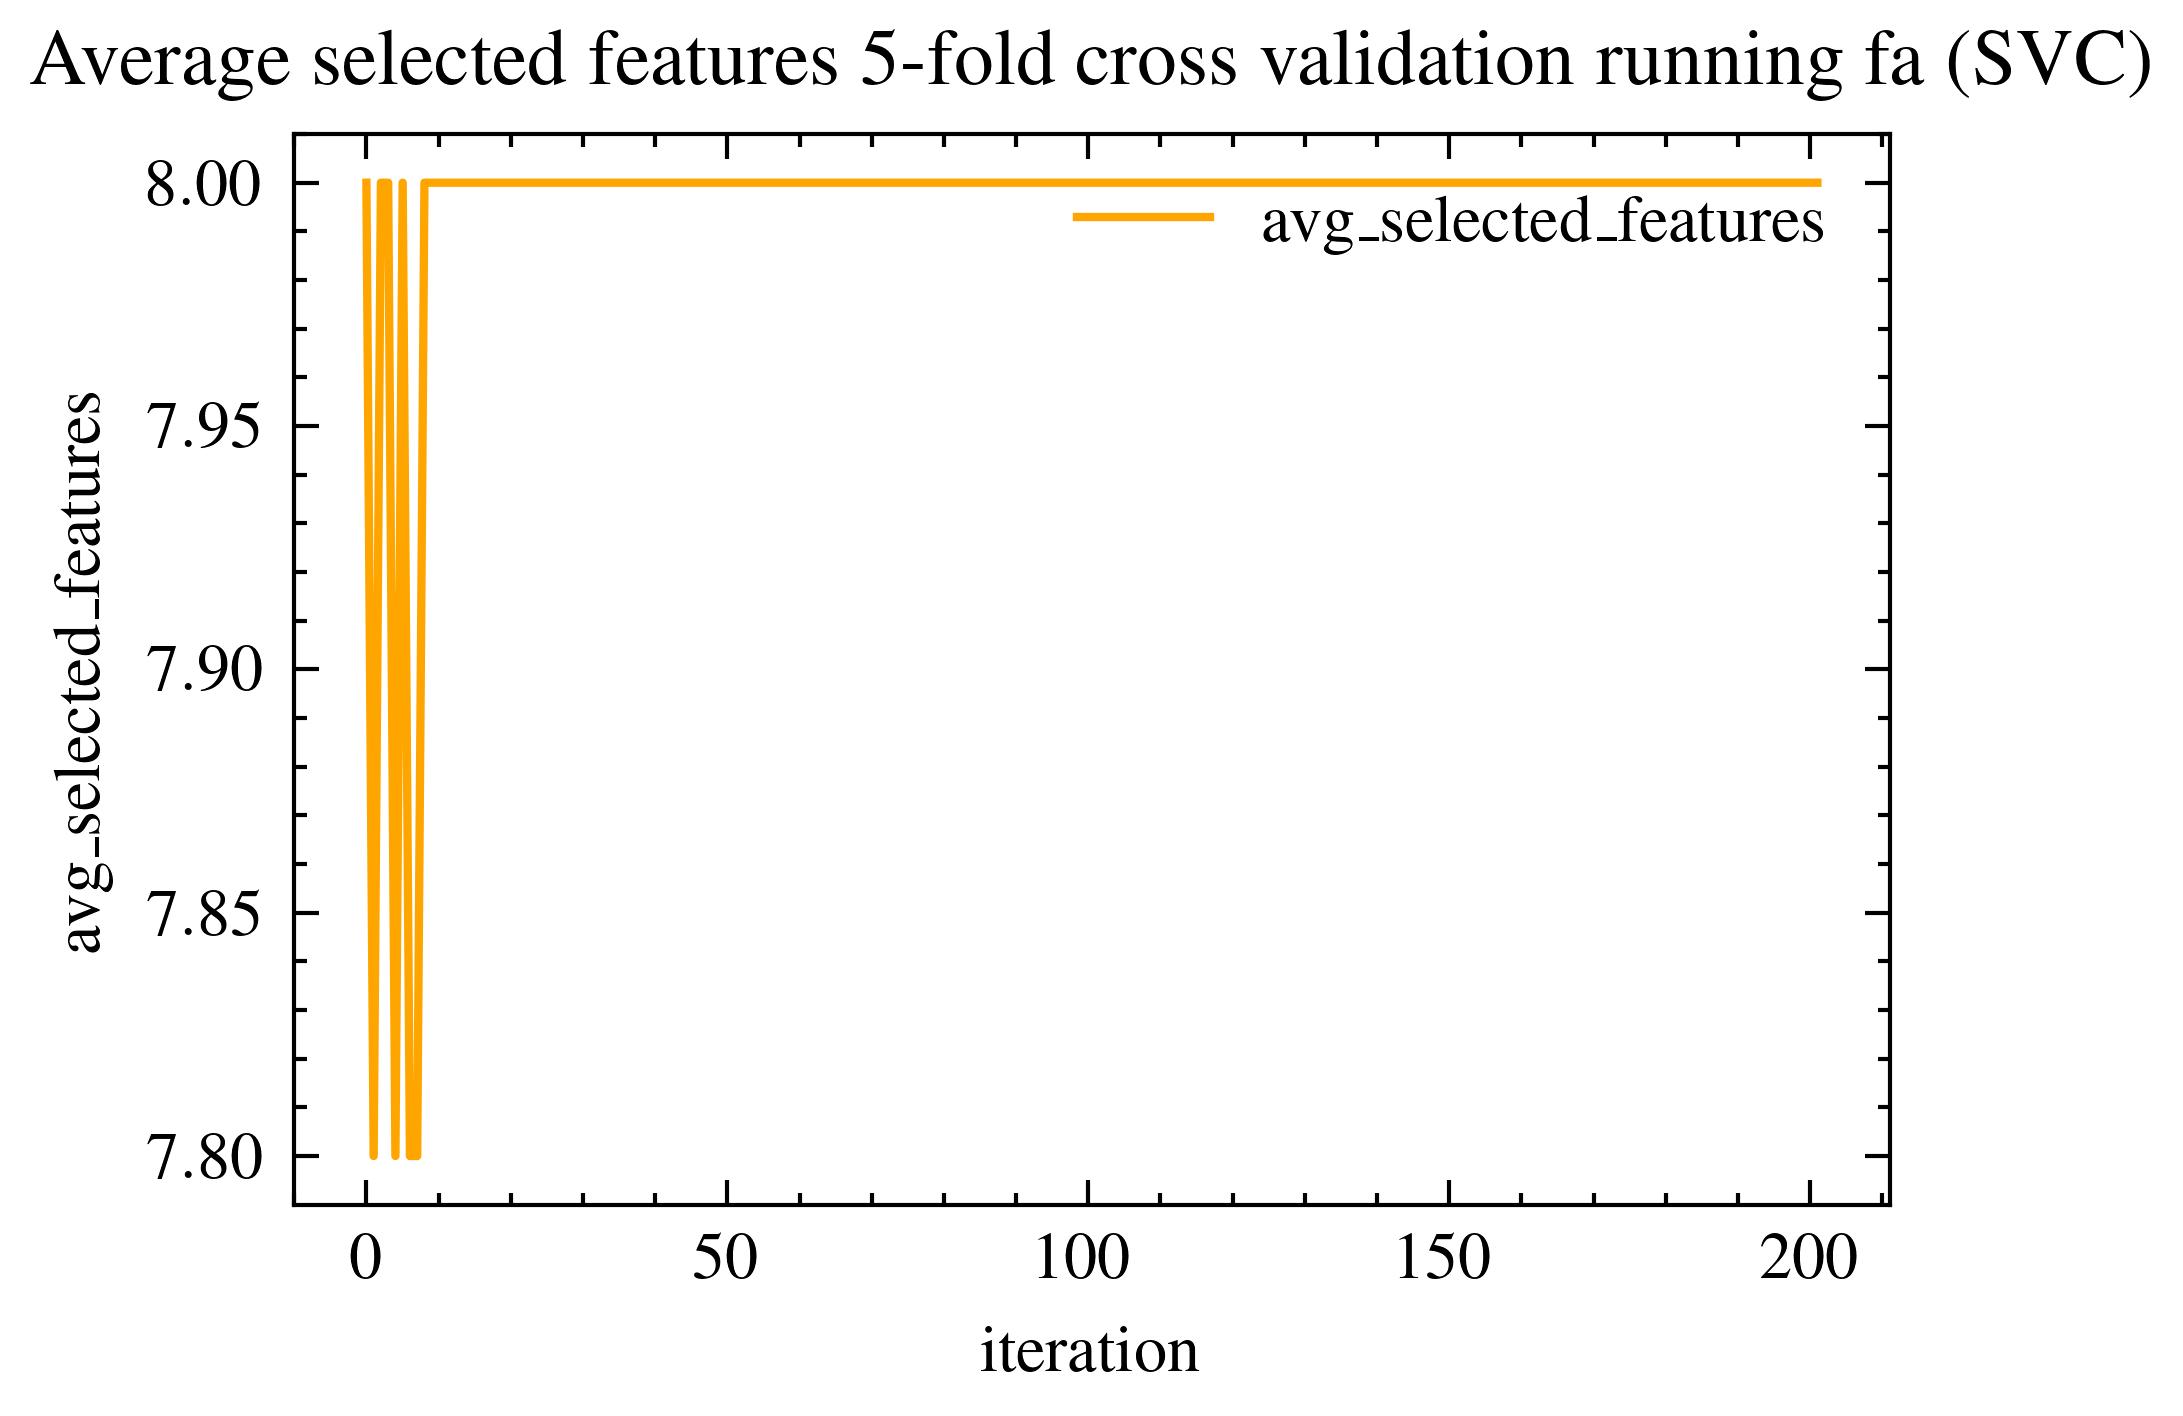 Average selected features 5-fold cross validation running fa (SVC)
8.00
avg_selected_features
7.95
7.90
7.85
7.80
avg_selected_features
0 50 100 150 200
iteration